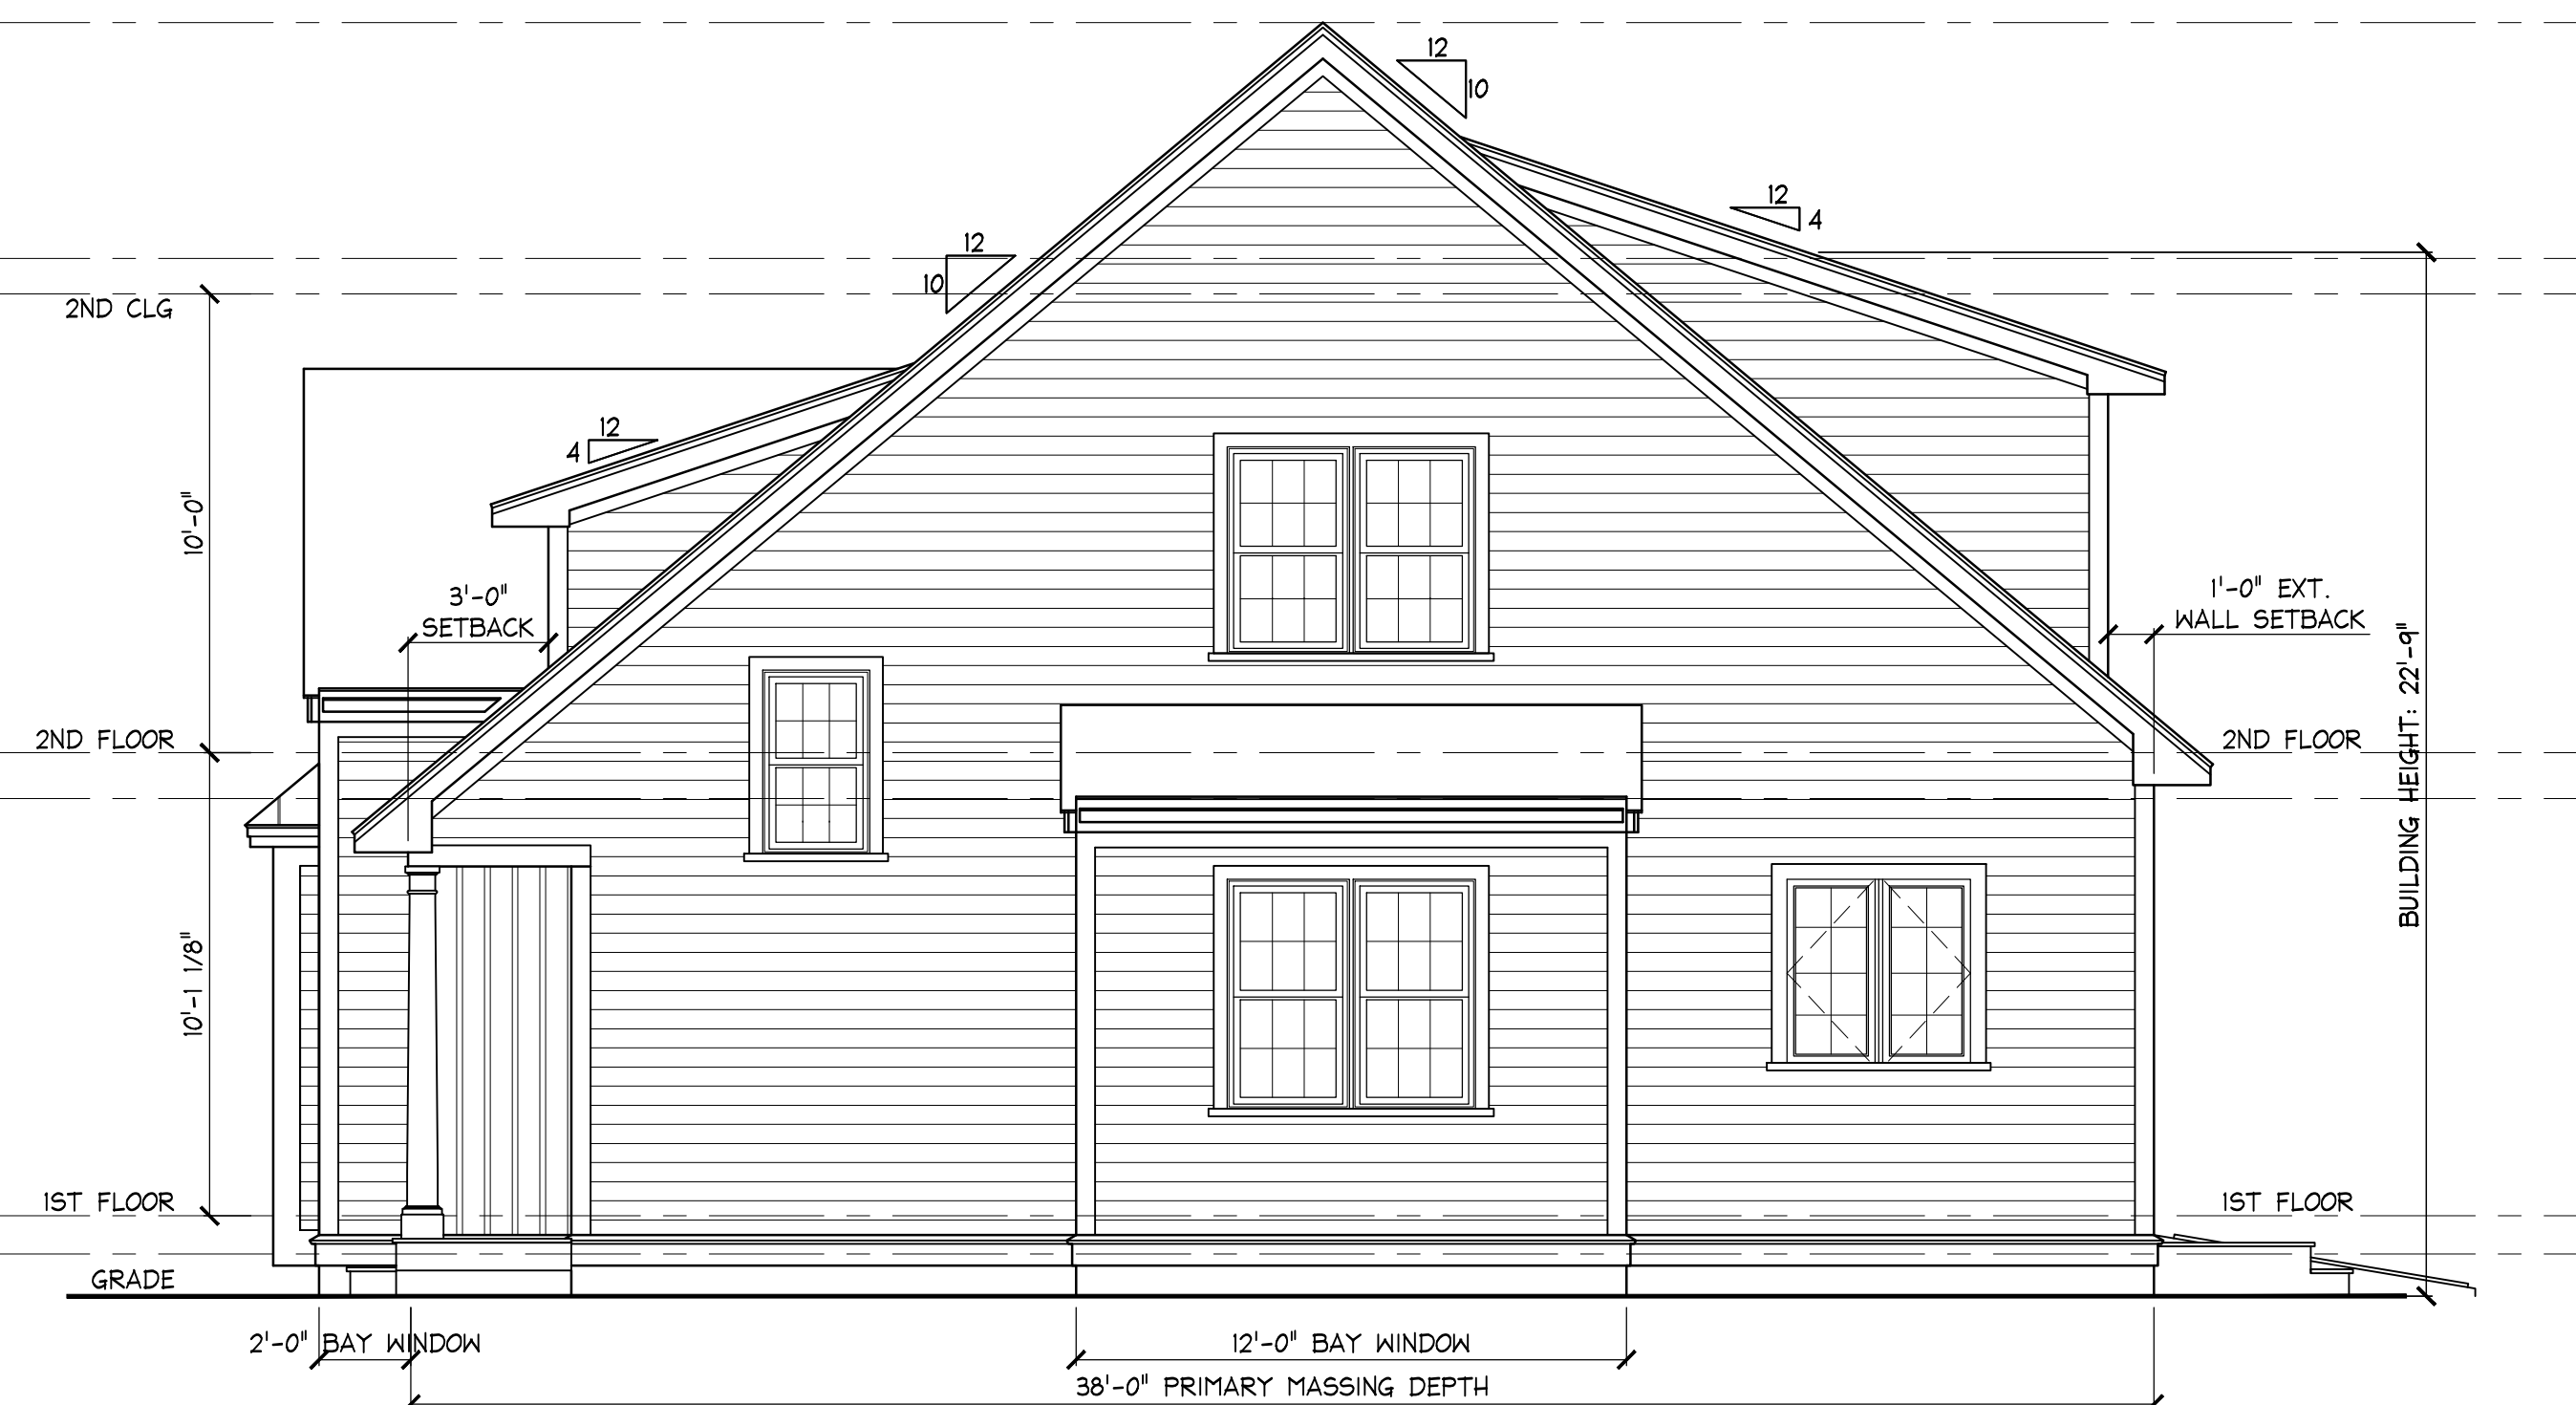 12
10
12
4
12
10
2ND CLG
12
4
10'-0"
3'-0"
SETBACK
1'-0" EXT.
WALL SETBACK
BUILDING HEIGHT: 22'-9"
2ND FLOOR
2ND FLOOR
10'-1 1/8"
1ST FLOOR
1ST FLOOR
GRADE
2'-0" BAY WINDOW
12'-0" BAY WINDOW
38'-0" PRIMARY MASSING DEPTH